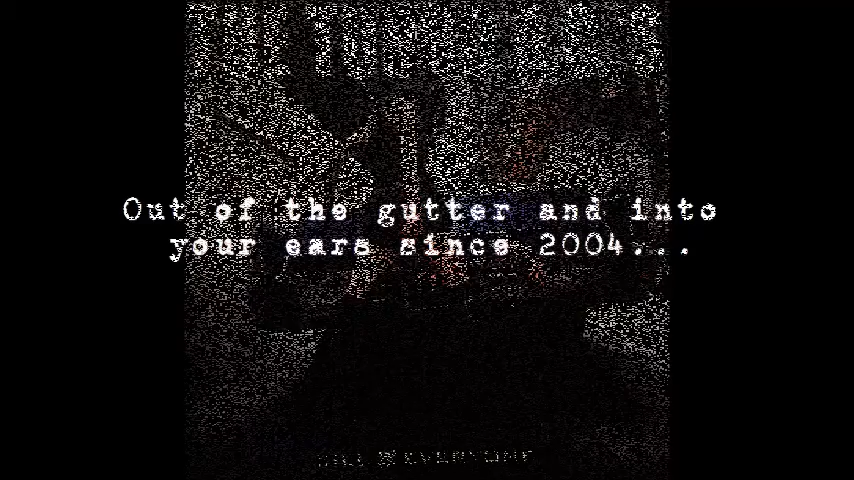 Out of the gutter and into
your ears since 2004...